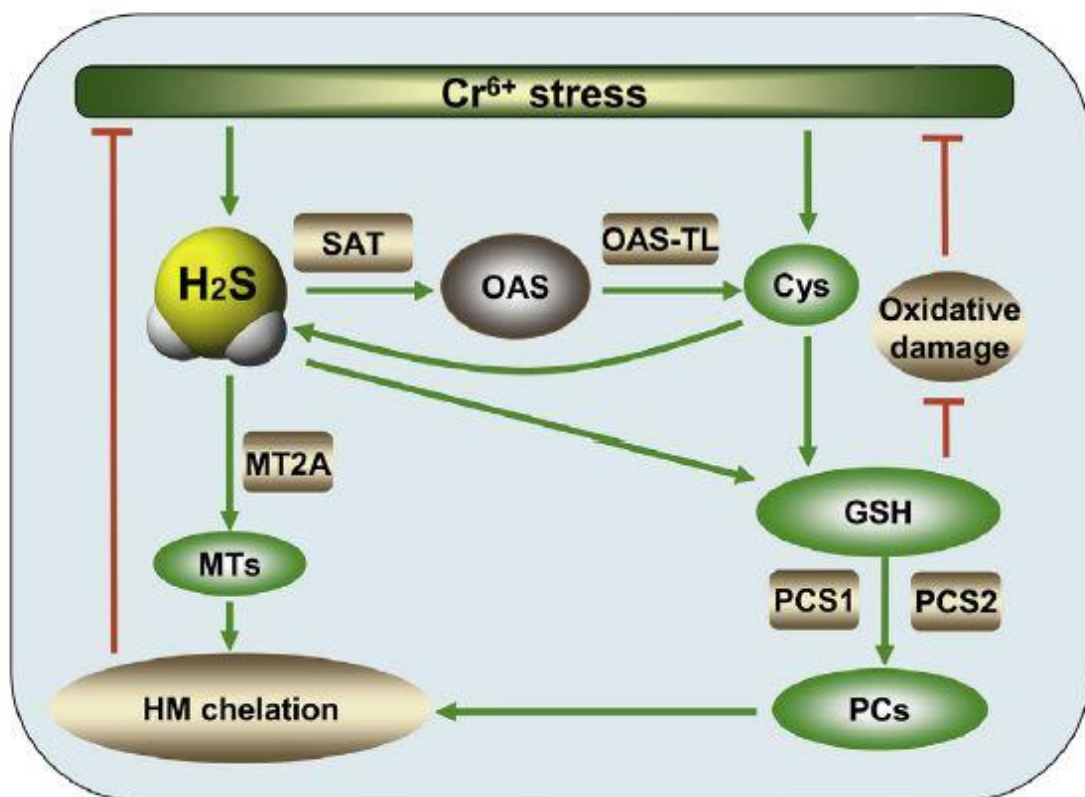 Cr⁶⁺ stress
SAT
OAS-TL
H₂S
OAS
Cys
Oxidative
damage
MT2A
GSH
MTs
PCS1
PCS2
HM chelation
PCs